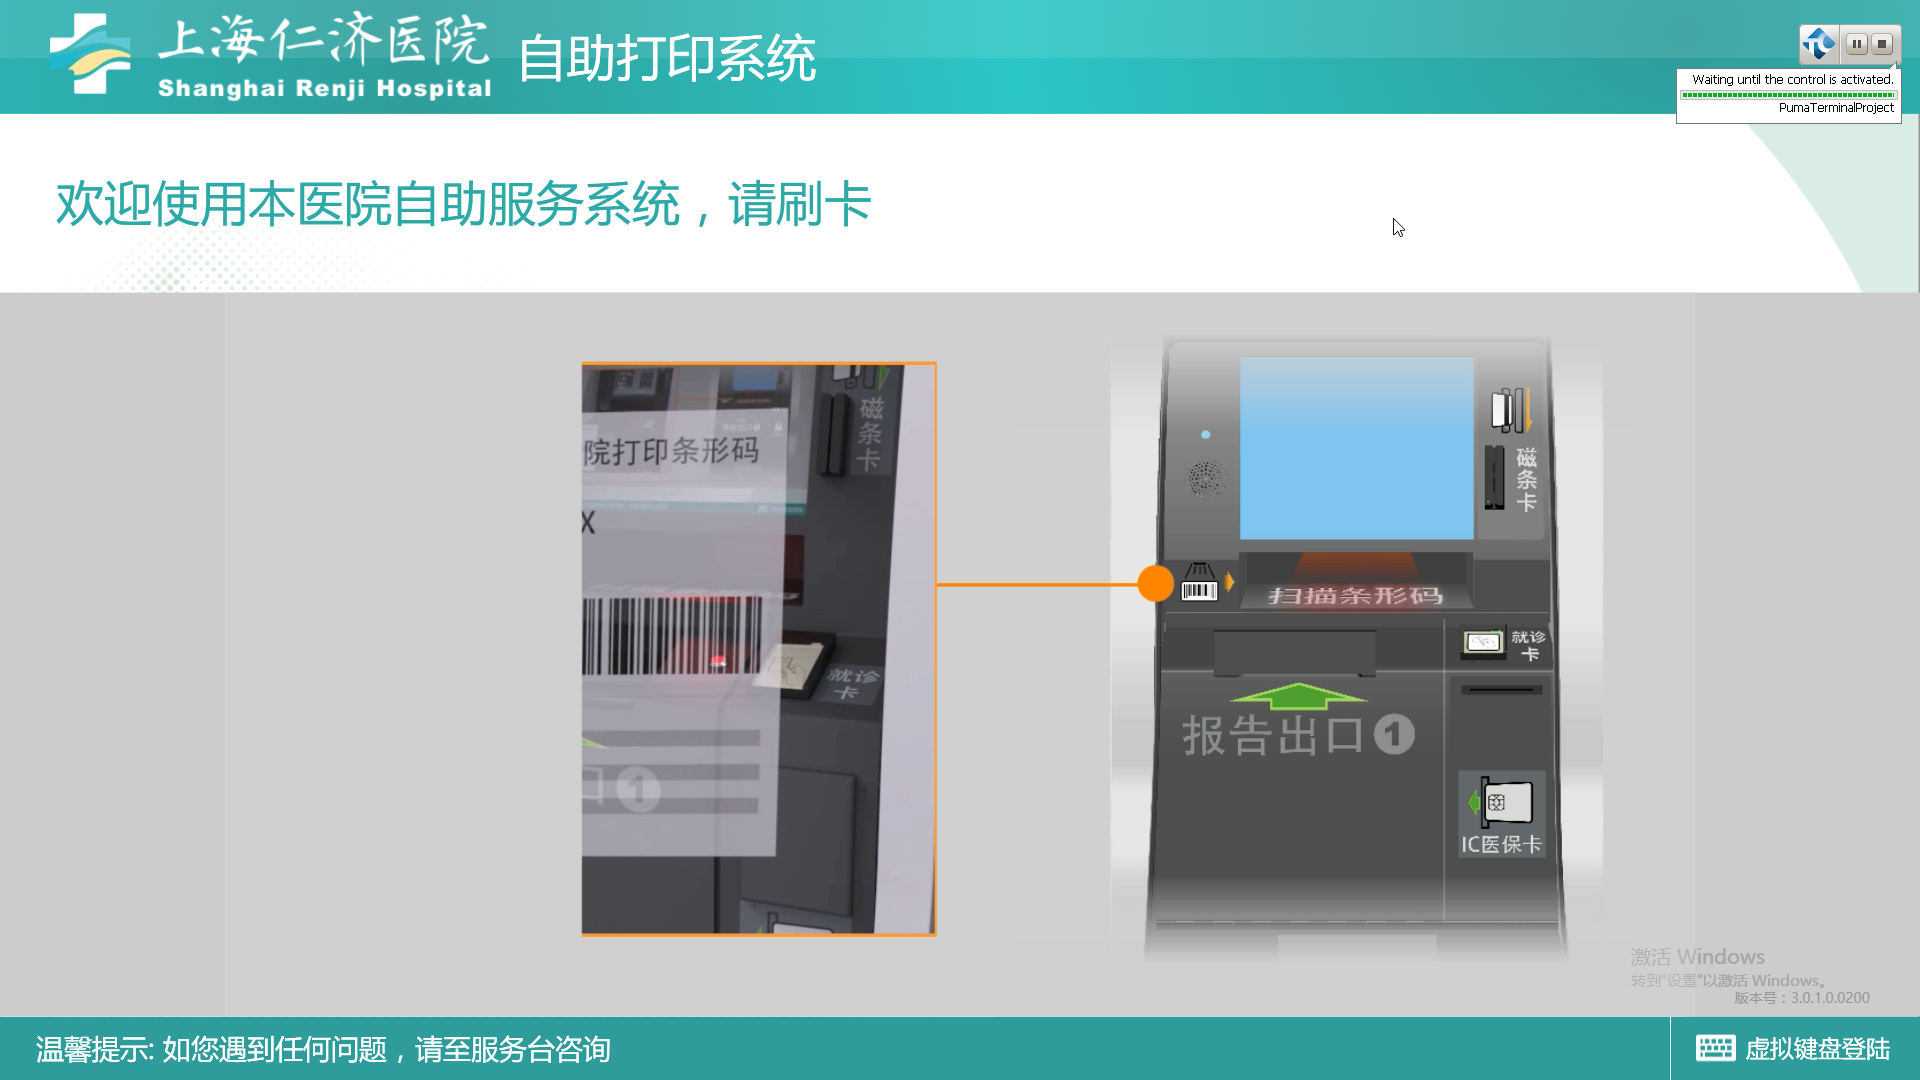 上海仁济医院
Shanghai Renji Hospital
自助打印系统
Waiting until the control is activated.
PumaTerminalProject
欢迎使用本医院自助服务系统，请刷卡
磁条卡
院打印条形码
X
就诊卡
口1
磁条卡
扫描条形码
就诊卡
报告出口1
IC医保卡
激活 Windows
转到"设置"以激活 Windows。
版本号：3.0.1.0.0200
温馨提示: 如您遇到任何问题，请至服务台咨询
虚拟键盘登陆